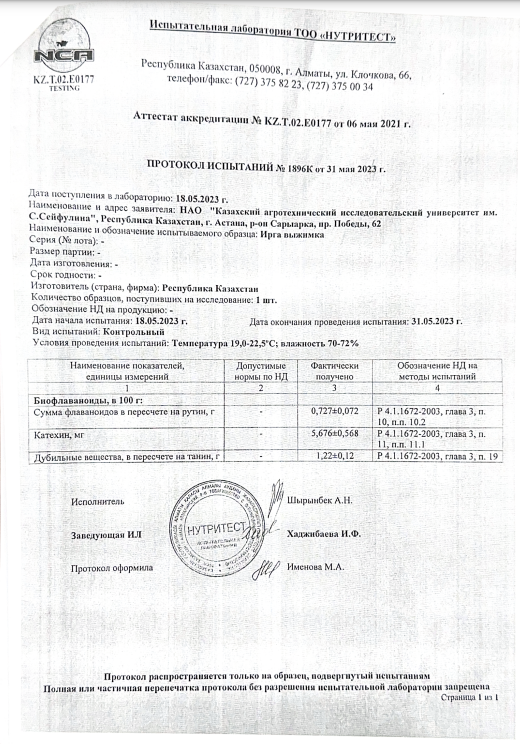 Испытательная лаборатория ТОО «НУТРИТЕСТ»
NCA
KZ.T.02.E0177
TESTING
Республика Казахстан, 050008, г. Алматы, ул. Клочкова, 66,
телефон/факс: (727) 375 82 23, (727) 375 00 34
Аттестат аккредитации № KZ.T.02.E0177 от 06 мая 2021 г.
ПРОТОКОЛ ИСПЫТАНИЙ № 1896К от 31 мая 2023 г.
Дата поступления в лабораторию: 18.05.2023 г.
Наименование и адрес заявителя: НАО "Казахский агротехнический исследовательский университет им.
С.Сейфулина", Республика Казахстан, г. Астана, р-он Сарыарка, пр. Победы, 62
Наименование и обозначение испытываемого образца: Ирга выжимка
Серия (№ лота): -
Размер партии: -
Дата изготовления: -
Срок годности: -
Изготовитель (страна, фирма): Республика Казахстан
Количество образцов, поступивших на исследование: 1 шт.
Обозначение НД на продукцию: -
Дата начала испытания: 18.05.2023 г. Дата окончания проведения испытания: 31.05.2023 г.
Вид испытаний: Контрольный
Условия проведения испытаний: Температура 19,0-22,5°С; влажность 70-72%
Наименование показателей, единицы измерений Допустимые нормы по НД Фактически получено Обозначение НД на методы испытаний
1 2 3 4
Биофлаваноиды, в 100 г:
Сумма флаваноидов в пересчете на рутин, г - 0,727±0,072 Р 4.1.1672-2003, глава 3, п. 10, п.п. 10.2
Катехин, мг - 5,676±0,568 Р 4.1.1672-2003, глава 3, п. 11, п.п. 11.1
Дубильные вещества, в пересчете на танин, г - 1,22±0,12 Р 4.1.1672-2003, глава 3, п. 19
Исполнитель Шырынбек А.Н.
НУТРИТЕСТ
Заведующая ИЛ Хаджибаева И.Ф.
Протокол оформила Именова М.А.
Протокол распространяется только на образец, подвергнутый испытаниям
Полная или частичная перепечатка протокола без разрешения испытательной лаборатории запрещена
Страница 1 из 1